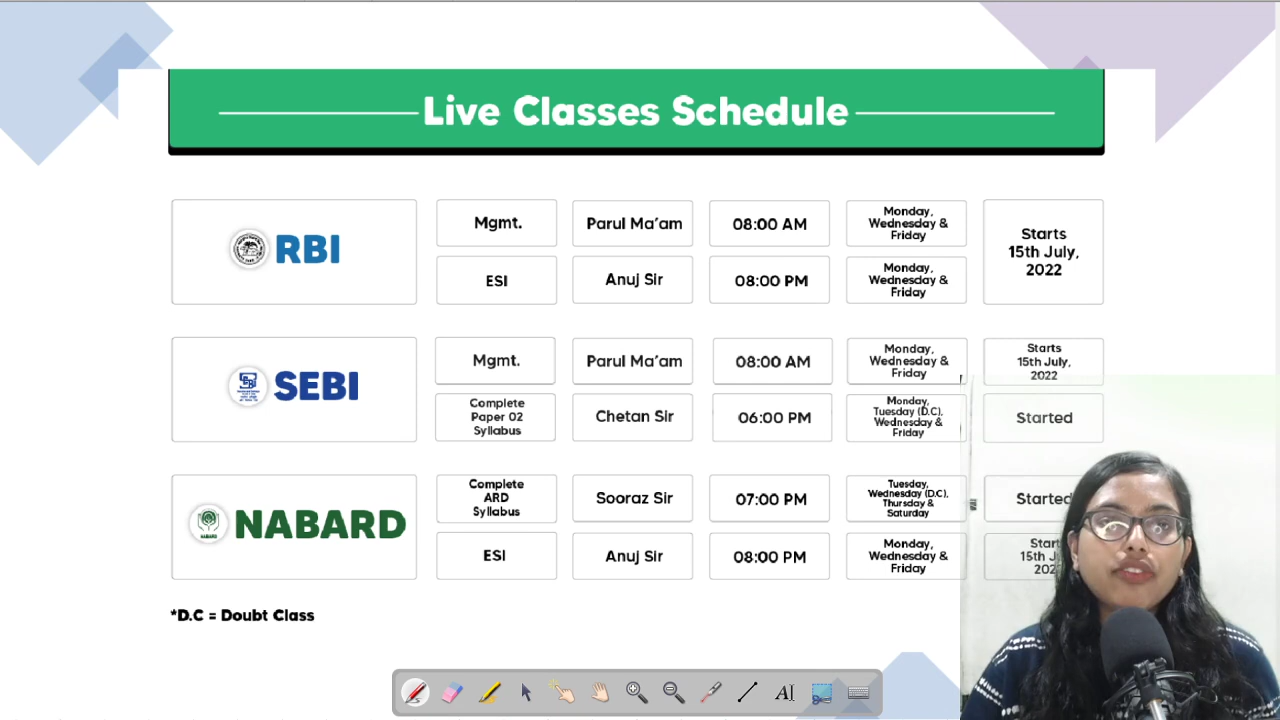 Live Classes Schedule
RBI
Mgmt.
Parul Ma'am
08:00 AM
Monday,
Wednesday &
Friday
Starts
15th July,
2022
ESI
Anuj Sir
08:00 PM
Monday,
Wednesday &
Friday
SEBI
Mgmt.
Parul Ma'am
08:00 AM
Monday,
Wednesday &
Friday
Starts
15th July,
2022
Complete
Paper 02
Syllabus
Chetan Sir
06:00 PM
Monday,
Tuesday (D.C),
Wednesday &
Friday
Started
NABARD
Complete
ARD
Syllabus
Sooraz Sir
07:00 PM
Tuesday,
Wednesday (D.C),
Thursday &
Saturday
Started
ESI
Anuj Sir
08:00 PM
Monday,
Wednesday &
Friday
Start
15th J
202
*D.C = Doubt Class